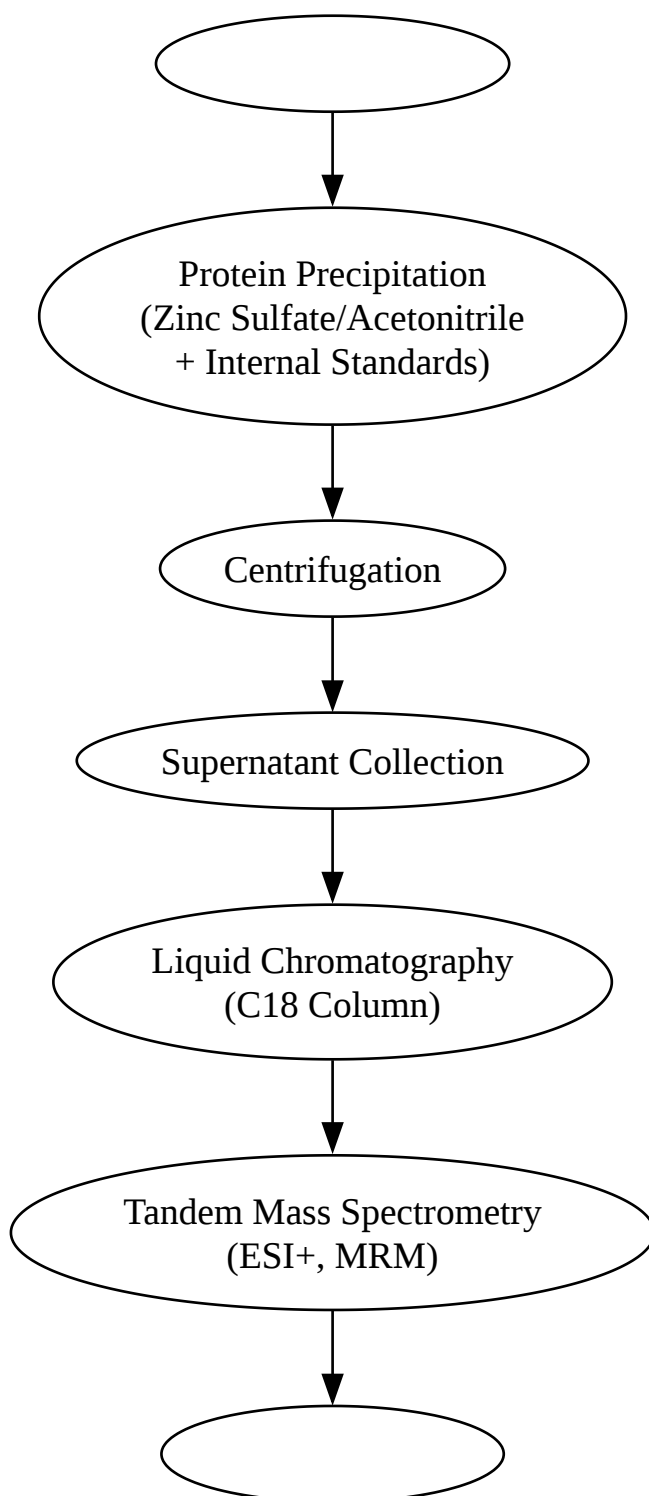 Protein Precipitation
(Zinc Sulfate/Acetonitrile
+ Internal Standards)
Centrifugation
Supernatant Collection
Liquid Chromatography
(C18 Column)
Tandem Mass Spectrometry
(ESI+, MRM)